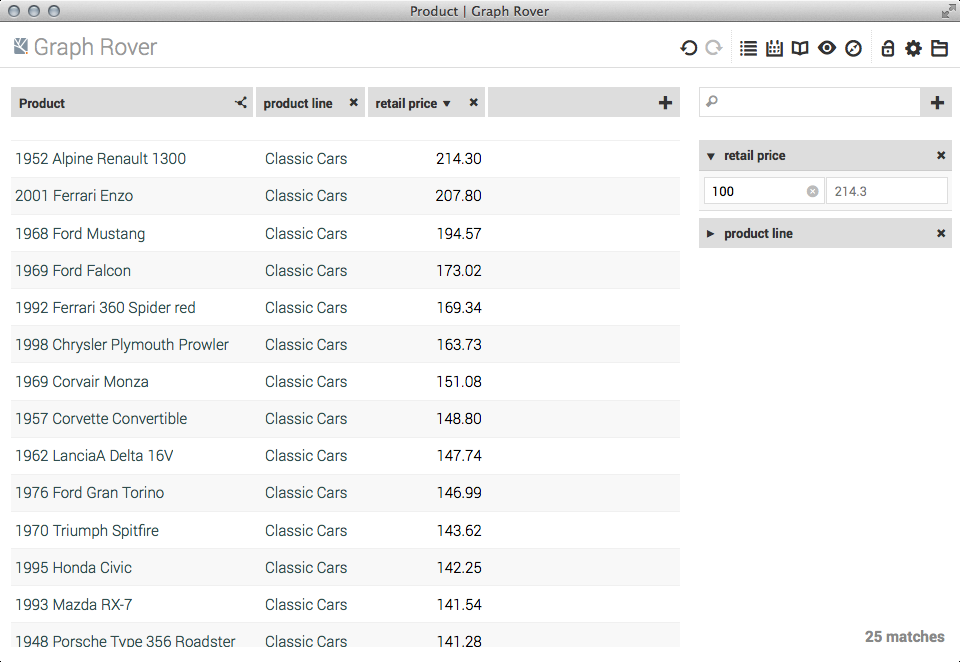 Product | Graph Rover
Graph Rover
Product product line retail price
retail price
100 214.3
product line
1952 Alpine Renault 1300 Classic Cars 214.30
2001 Ferrari Enzo Classic Cars 207.80
1968 Ford Mustang Classic Cars 194.57
1969 Ford Falcon Classic Cars 173.02
1992 Ferrari 360 Spider red Classic Cars 169.34
1998 Chrysler Plymouth Prowler Classic Cars 163.73
1969 Corvair Monza Classic Cars 151.08
1957 Corvette Convertible Classic Cars 148.80
1962 LanciaA Delta 16V Classic Cars 147.74
1976 Ford Gran Torino Classic Cars 146.99
1970 Triumph Spitfire Classic Cars 143.62
1995 Honda Civic Classic Cars 142.25
1993 Mazda RX-7 Classic Cars 141.54
1948 Porsche Type 356 Roadster Classic Cars 141.28
25 matches